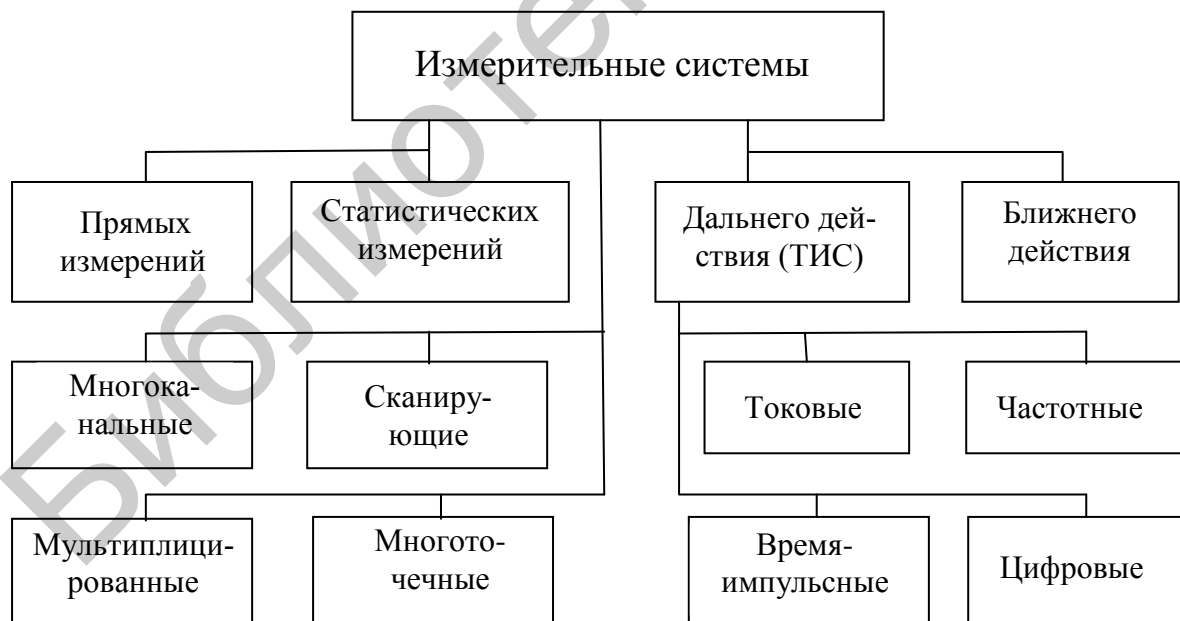 Измерительные системы
Прямых
измерений
Статистических
измерений
Дальнего дей-
ствия (ТИС)
Ближнего
действия
Многока-
нальные
Сканиру-
ющие
Токовые
Частотные
Мультиплици-
рованные
Многото-
чечные
Время-
импульсные
Цифровые
Библиоте